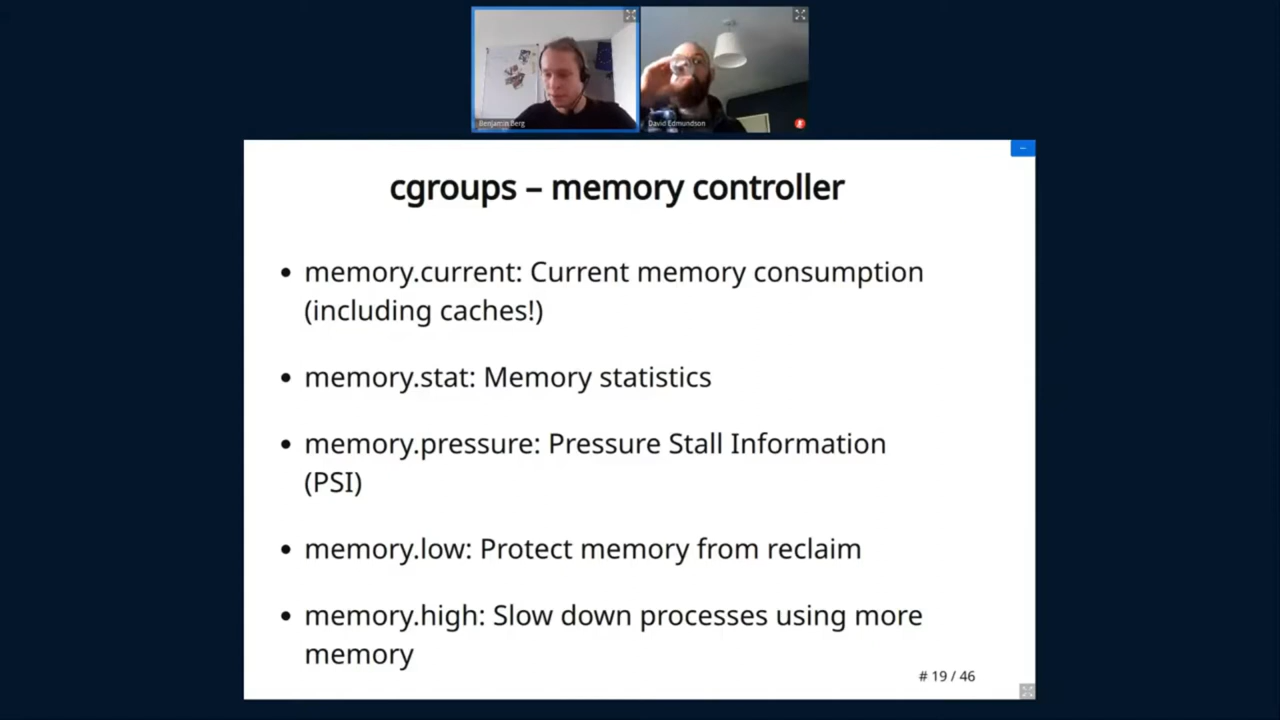 Benjamin Berg
David Edmundson
cgroups – memory controller
• memory.current: Current memory consumption
(including caches!)
• memory.stat: Memory statistics
• memory.pressure: Pressure Stall Information
(PSI)
• memory.low: Protect memory from reclaim
• memory.high: Slow down processes using more
memory
# 19 / 46